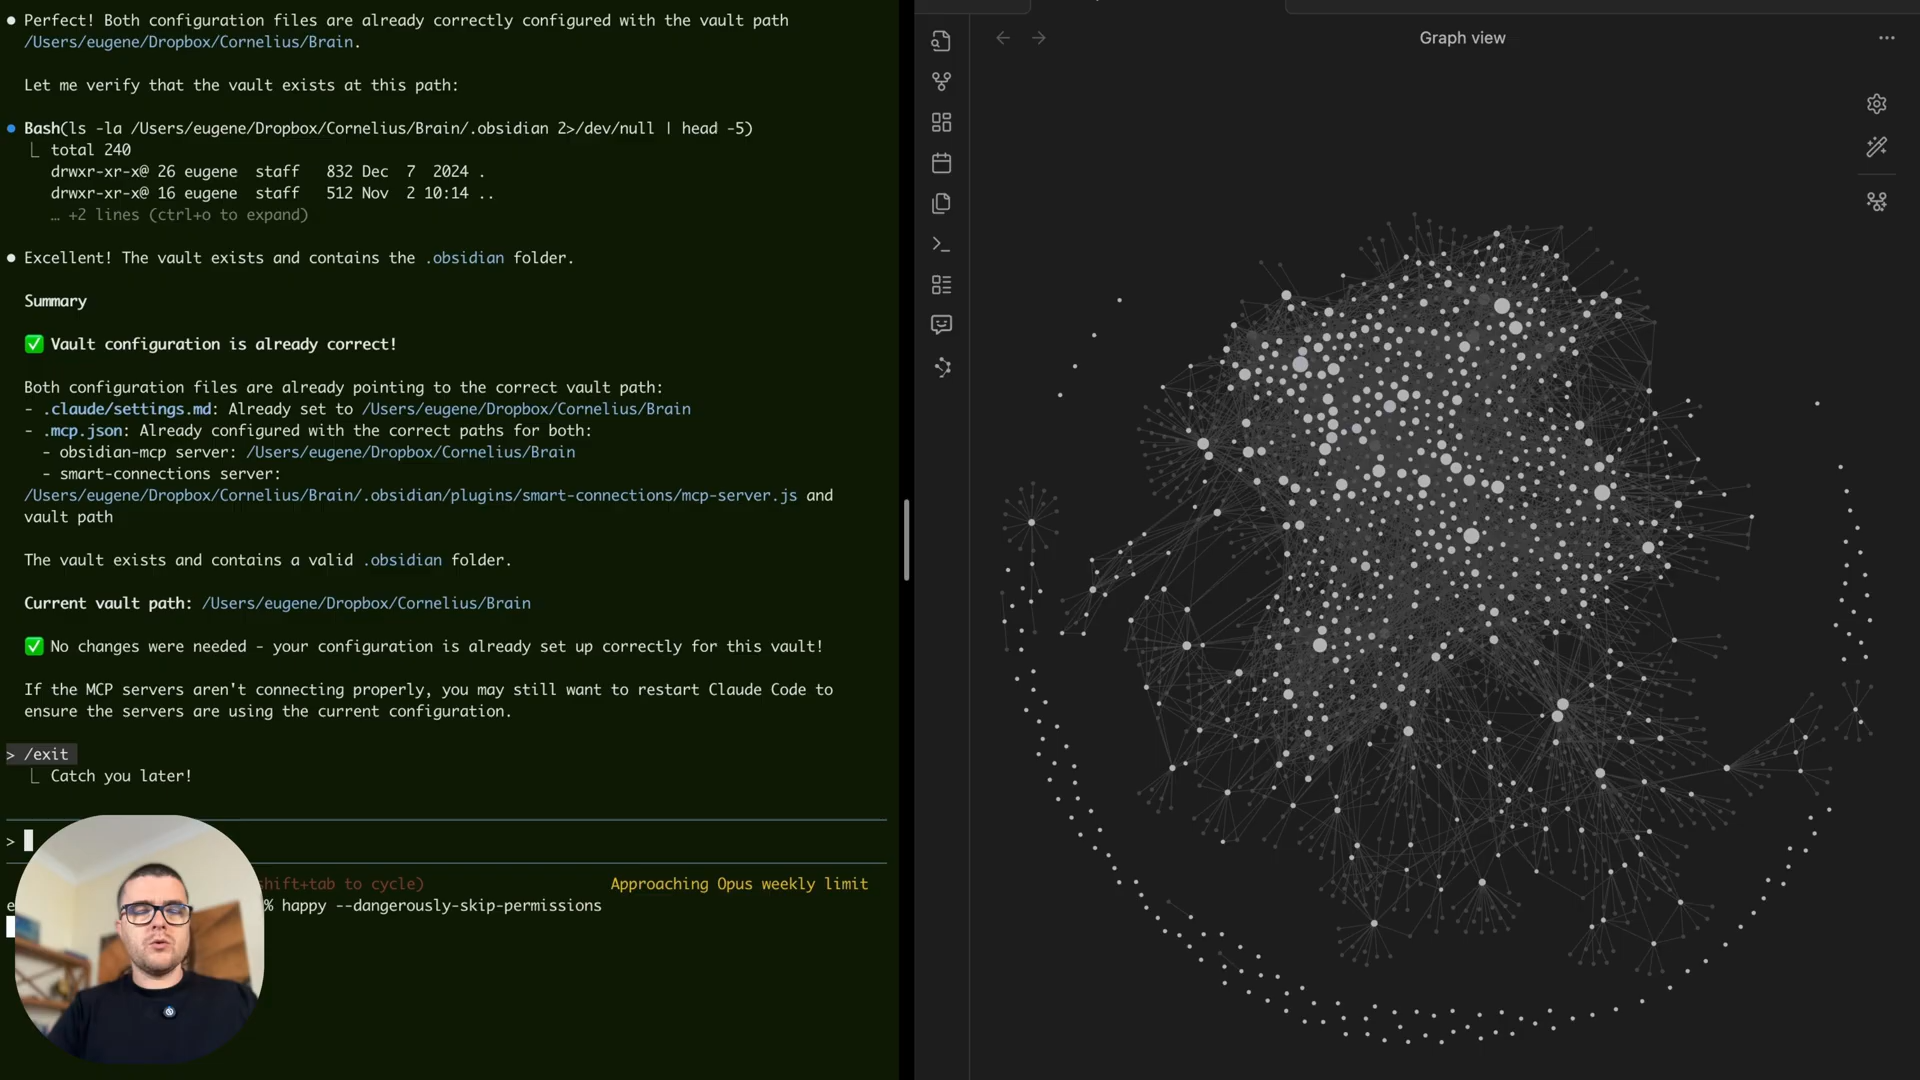 ● Perfect! Both configuration files are already correctly configured with the vault path
/Users/eugene/Dropbox/Cornelius/Brain.
Let me verify that the vault exists at this path:
● Bash(ls -la /Users/eugene/Dropbox/Cornelius/Brain/.obsidian 2>/dev/null | head -5)
⎿ total 240
drwxr-xr-x@ 26 eugene  staff   832 Dec  7  2024 .
drwxr-xr-x@ 16 eugene  staff   512 Nov  2 10:14 ..
… +2 lines (ctrl+o to expand)
● Excellent! The vault exists and contains the .obsidian folder.
Summary
✅ Vault configuration is already correct!
Both configuration files are already pointing to the correct vault path:
- .claude/settings.md: Already set to /Users/eugene/Dropbox/Cornelius/Brain
- .mcp.json: Already configured with the correct paths for both:
- obsidian-mcp server: /Users/eugene/Dropbox/Cornelius/Brain
- smart-connections server:
/Users/eugene/Dropbox/Cornelius/Brain/.obsidian/plugins/smart-connections/mcp-server.js and
vault path
The vault exists and contains a valid .obsidian folder.
Current vault path: /Users/eugene/Dropbox/Cornelius/Brain
✅ No changes were needed - your configuration is already set up correctly for this vault!
If the MCP servers aren't connecting properly, you may still want to restart Claude Code to
ensure the servers are using the current configuration.
> /exit
⎿ Catch you later!
>
shift+tab to cycle) Approaching Opus weekly limit
% happy --dangerously-skip-permissions
Graph view